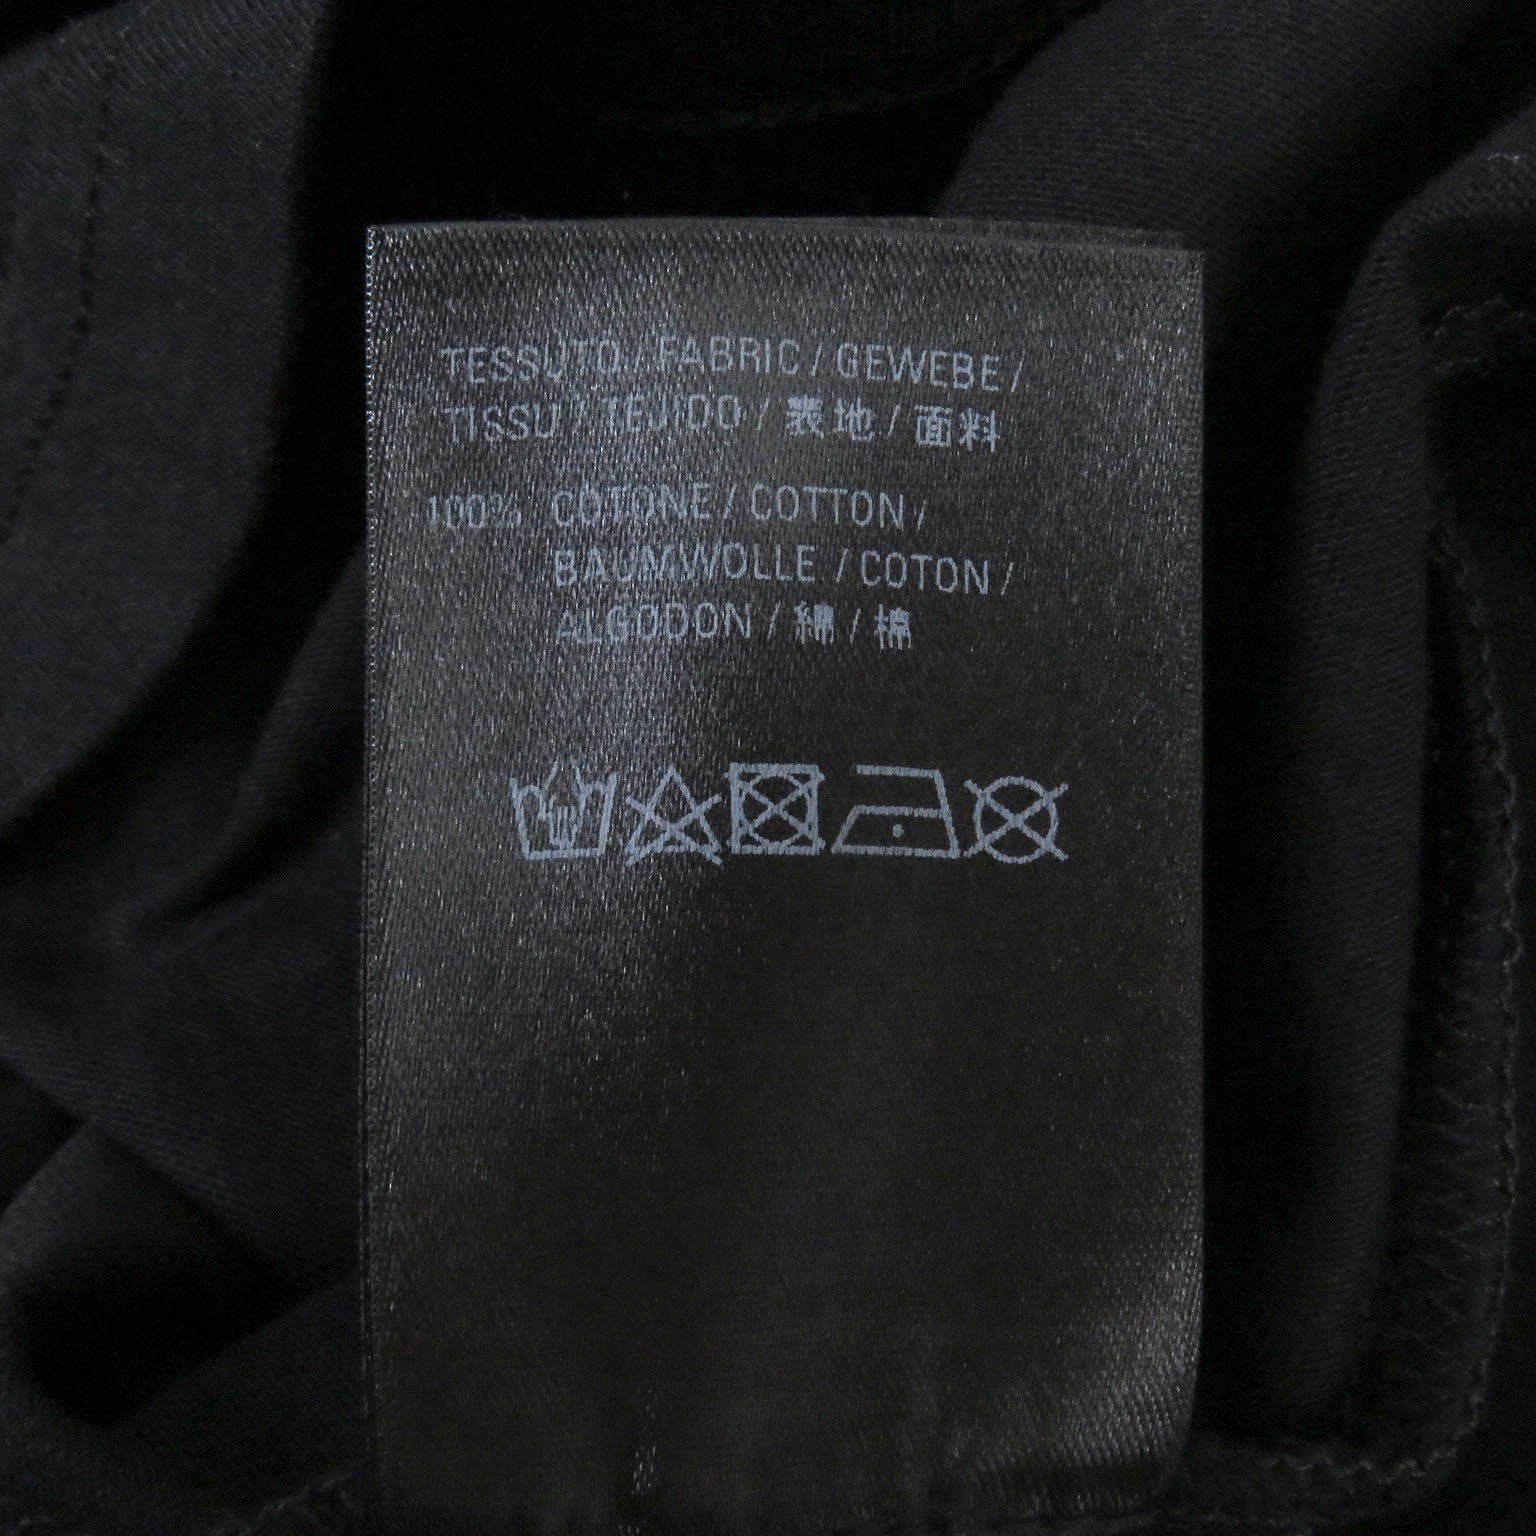 TESSUTO / FABRIC / GEWEBE /
TISSU / TEJIDO / 表地 / 面料
100% COTONE / COTTON /
BAUMWOLLE / COTON /
ALGODON / 綿 / 棉